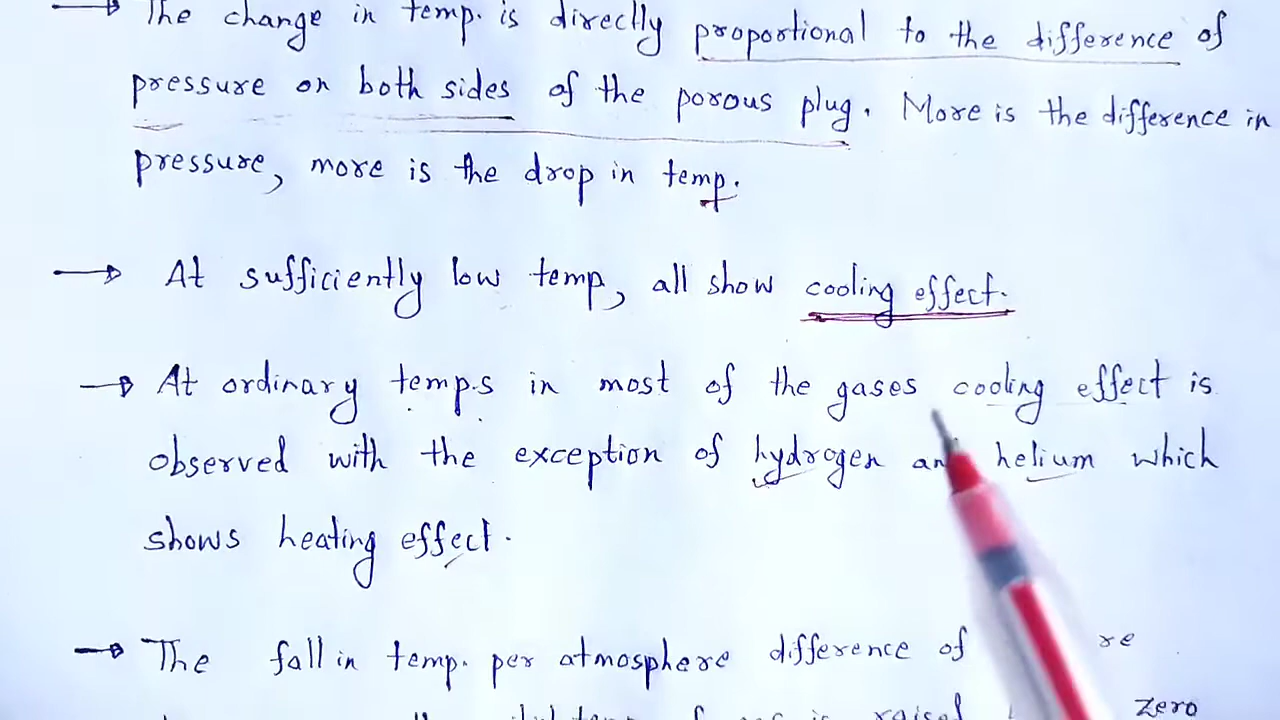 The change in temp. is directly proportional to the difference of
pressure on both sides of the porous plug. More is the difference in
pressure, more is the drop in temp.
At sufficiently low temp, all show cooling effect.
At ordinary temp.s in most of the gases cooling effect is
observed with the exception of hydrogen an helium which
shows heating effect.
The fall in temp. per atmosphere difference of re
is raised zero